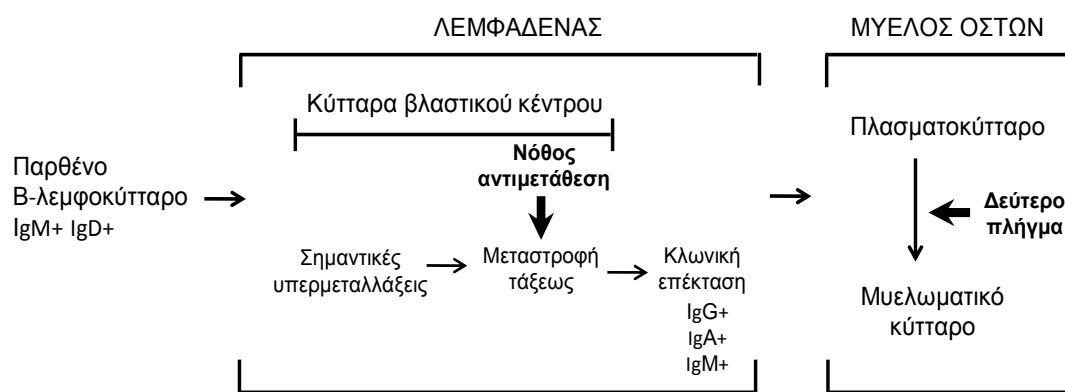 ΛΕΜΦΑΔΕΝΑΣ
ΜΥΕΛΟΣ ΟΣΤΩΝ
Κύτταρα βλαστικού κέντρου
Παρθένο
Β-λεμφοκύτταρο
IgM+ IgD+
Νόθος
αντιμετάθεση
Σημαντικές
υπερμεταλλάξεις
Μεταστροφή
τάξεως
Κλωνική
επέκταση
IgG+
IgA+
IgM+
Πλασματοκύτταρο
Δεύτερο
πλήγμα
Μυελωματικό
κύτταρο